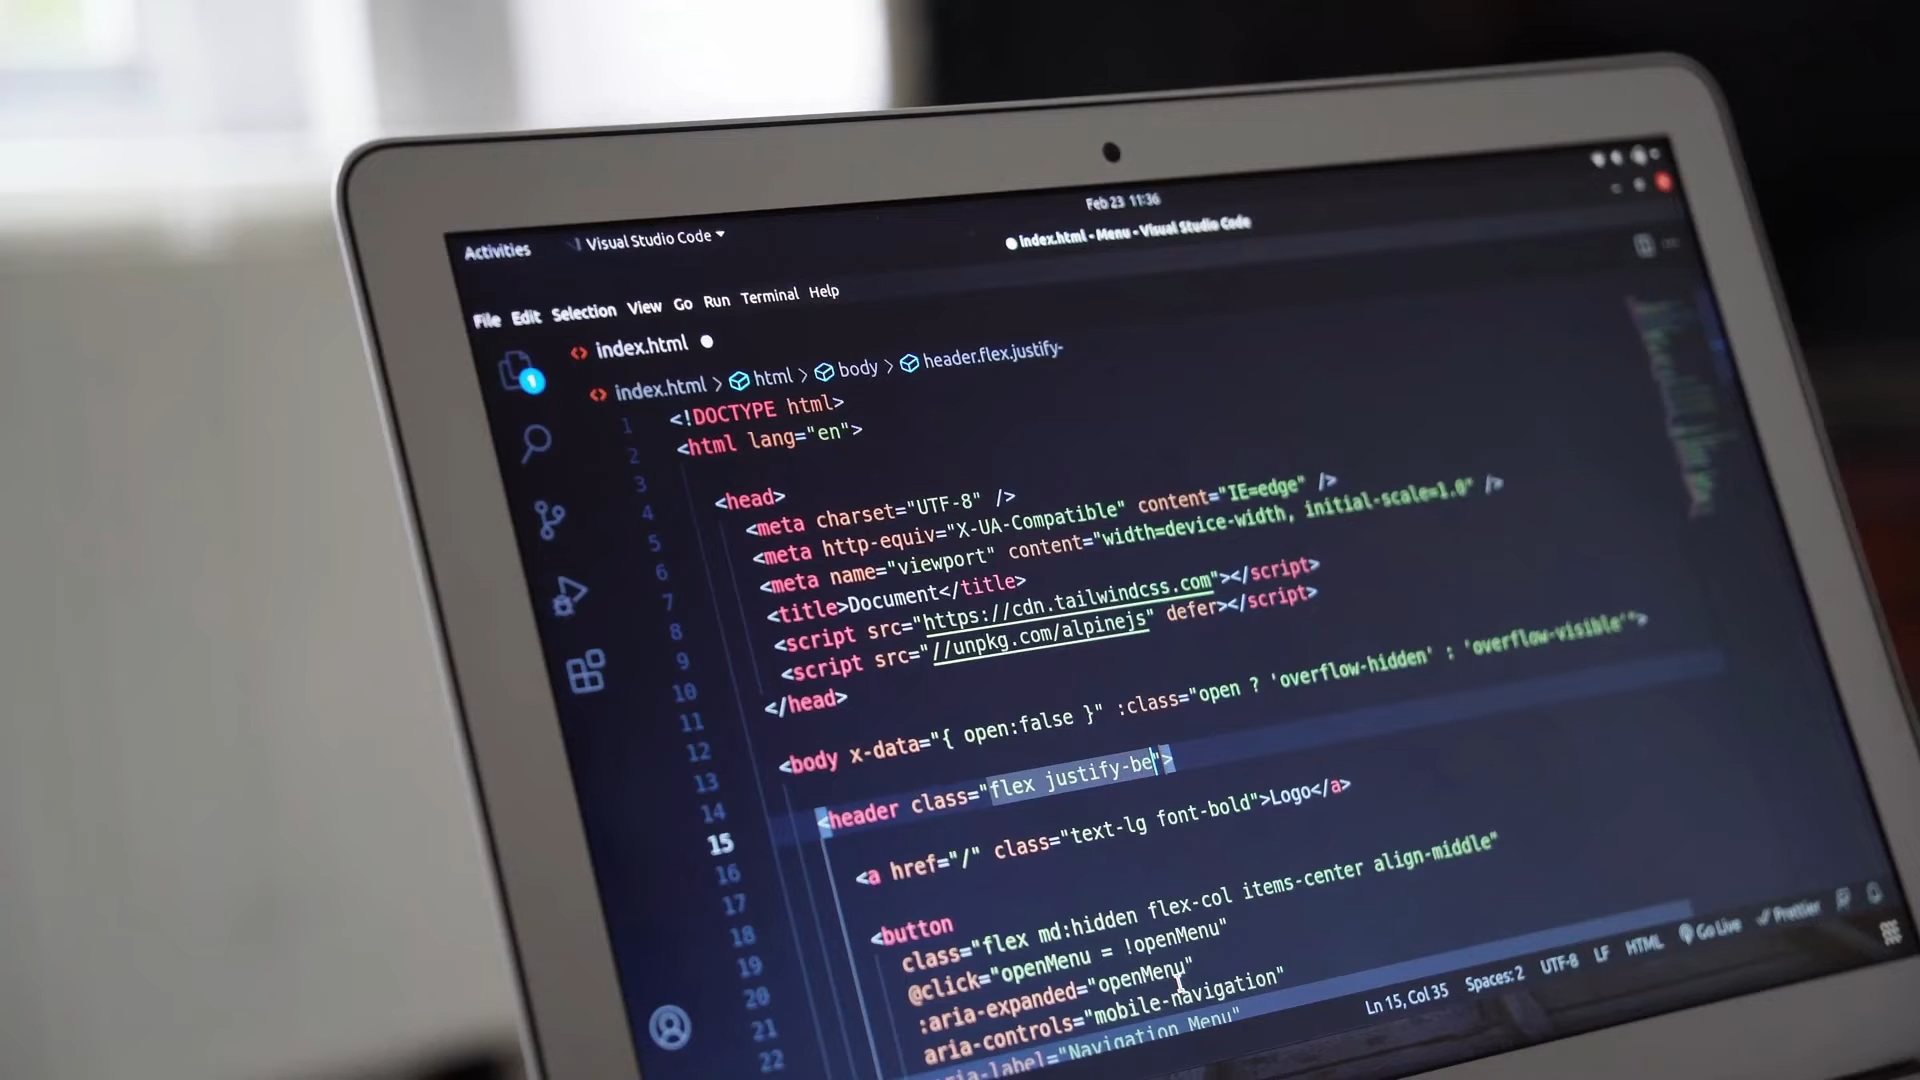 Feb 23 11:36
Activities
Visual Studio Code
index.html - Menu - Visual Studio Code
File Edit Selection View Go Run Terminal Help
index.html
1
index.html > html > body > header.flex.justify-
1 <!DOCTYPE html>
2 <html lang="en">
3
4 <head>
5 <meta charset="UTF-8" />
6 <meta http-equiv="X-UA-Compatible" content="IE=edge" />
7 <meta name="viewport" content="width=device-width, initial-scale=1.0" />
8 <title>Document</title>
9 <script src="https://cdn.tailwindcss.com"></script>
10 <script src="//unpkg.com/alpinejs" defer></script>
11 </head>
12
13 <body x-data="{ open:false }" :class="open ? 'overflow-hidden' : 'overflow-visible'">
14
15 <header class="flex justify-be">
16
17 <a href="/" class="text-lg font-bold">Logo</a>
18
19 <button
20 class="flex md:hidden flex-col items-center align-middle"
21 @click="openMenu = !openMenu"
22 :aria-expanded="openMenu"
aria-controls="mobile-navigation"
aria-label="Navigation Menu"
Ln 15, Col 35 Spaces: 2 UTF-8 LF HTML Go Live Prettier